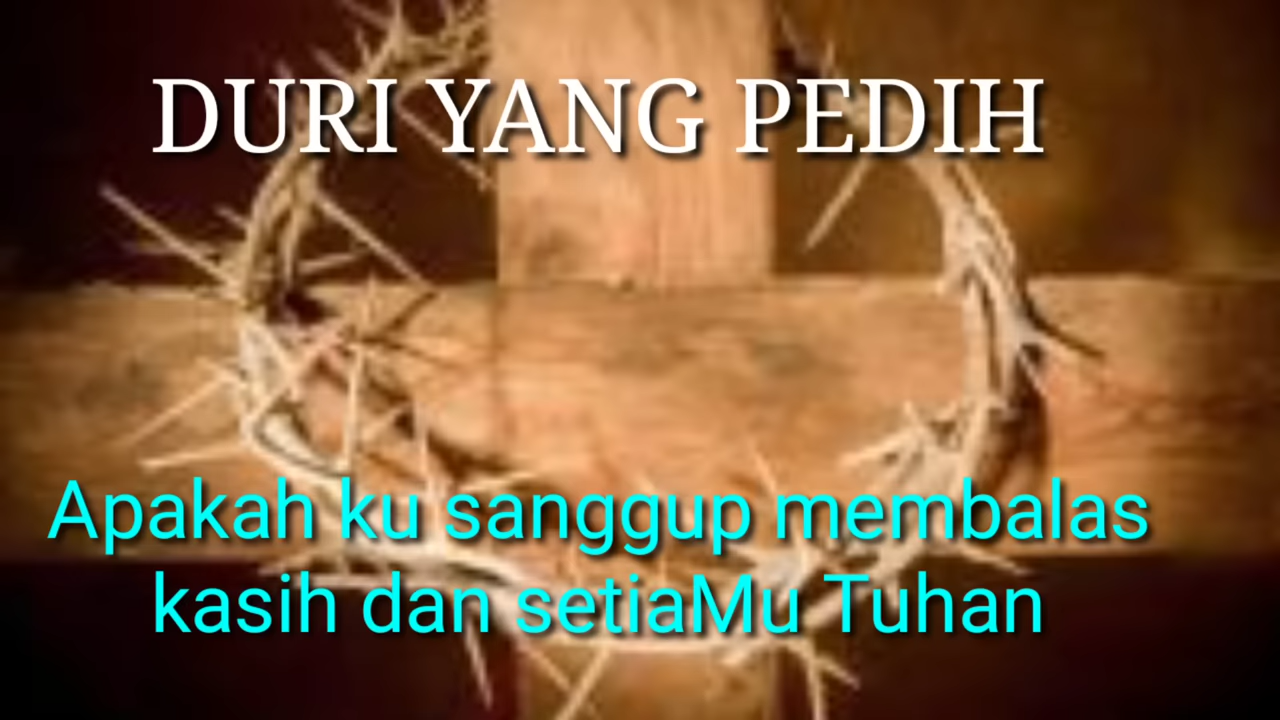 DURI YANG PEDIH
Apakah ku sanggup membalas
kasih dan setiaMu Tuhan